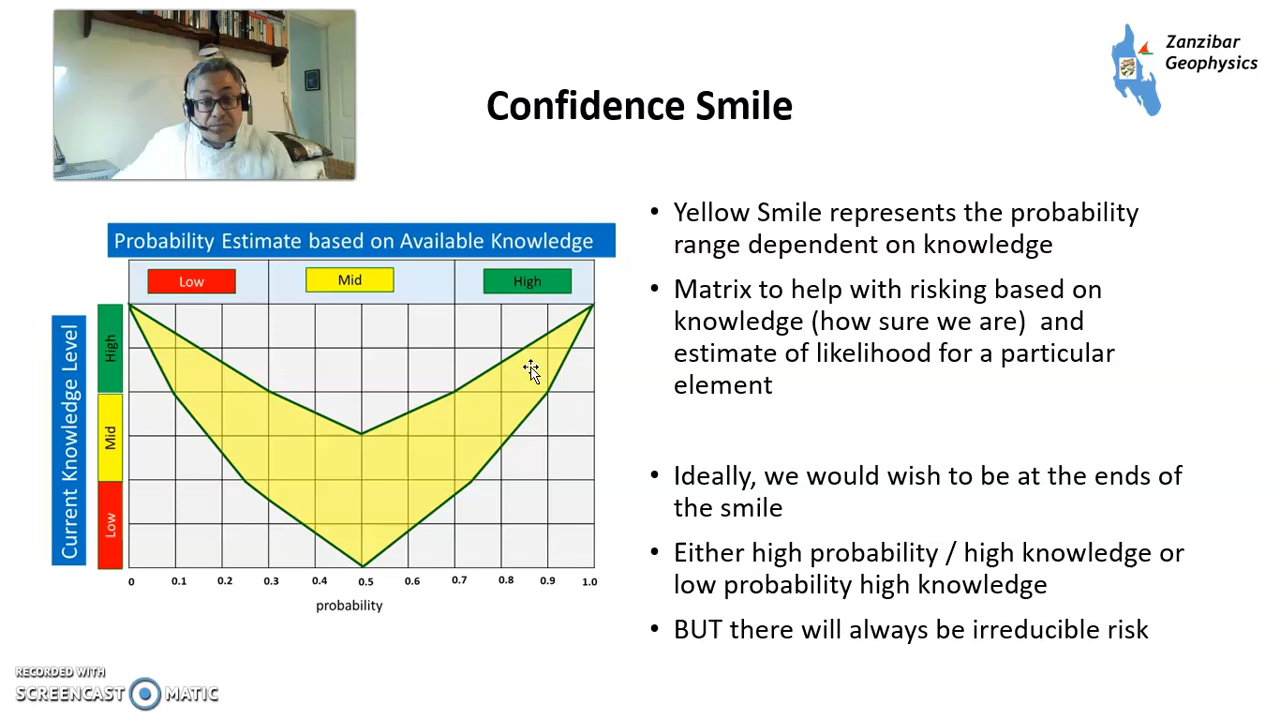 Zanzibar
Geophysics
Confidence Smile
Probability Estimate based on Available Knowledge
Low
Mid
High
Current Knowledge Level
High
Mid
Low
0 0.1 0.2 0.3 0.4 0.5 0.6 0.7 0.8 0.9 1.0
probability
• Yellow Smile represents the probability
range dependent on knowledge
• Matrix to help with risking based on
knowledge (how sure we are) and
estimate of likelihood for a particular
element
• Ideally, we would wish to be at the ends of
the smile
• Either high probability / high knowledge or
low probability high knowledge
• BUT there will always be irreducible risk
RECORDED WITH
SCREENCAST MATIC